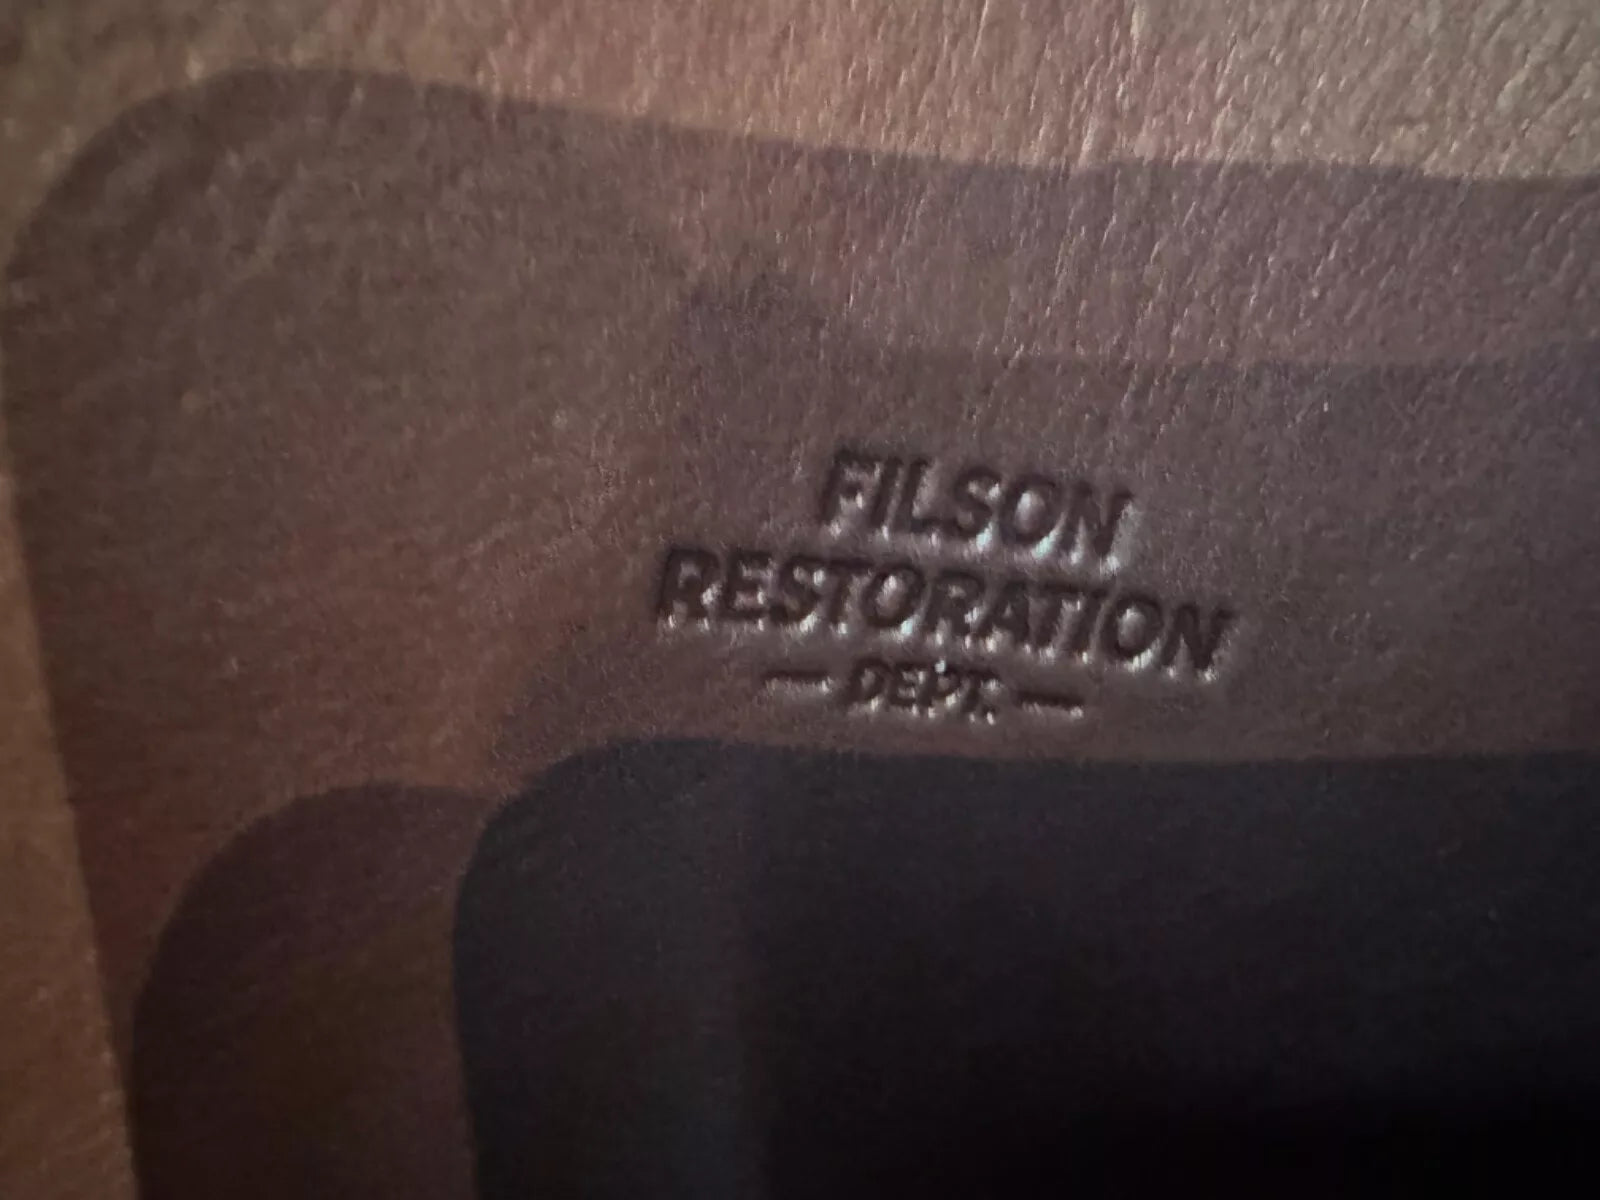 FILSON
RESTORATION
— DEPT. —